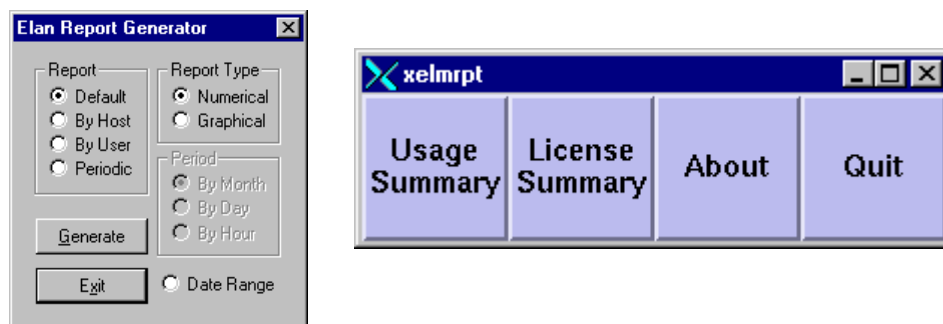 Elan Report Generator
Report
Default
By Host
By User
Periodic
Report Type
Numerical
Graphical
Period
By Month
By Day
By Hour
Generate
Exit
Date Range
xelmrpt
Usage
Summary
License
Summary
About
Quit